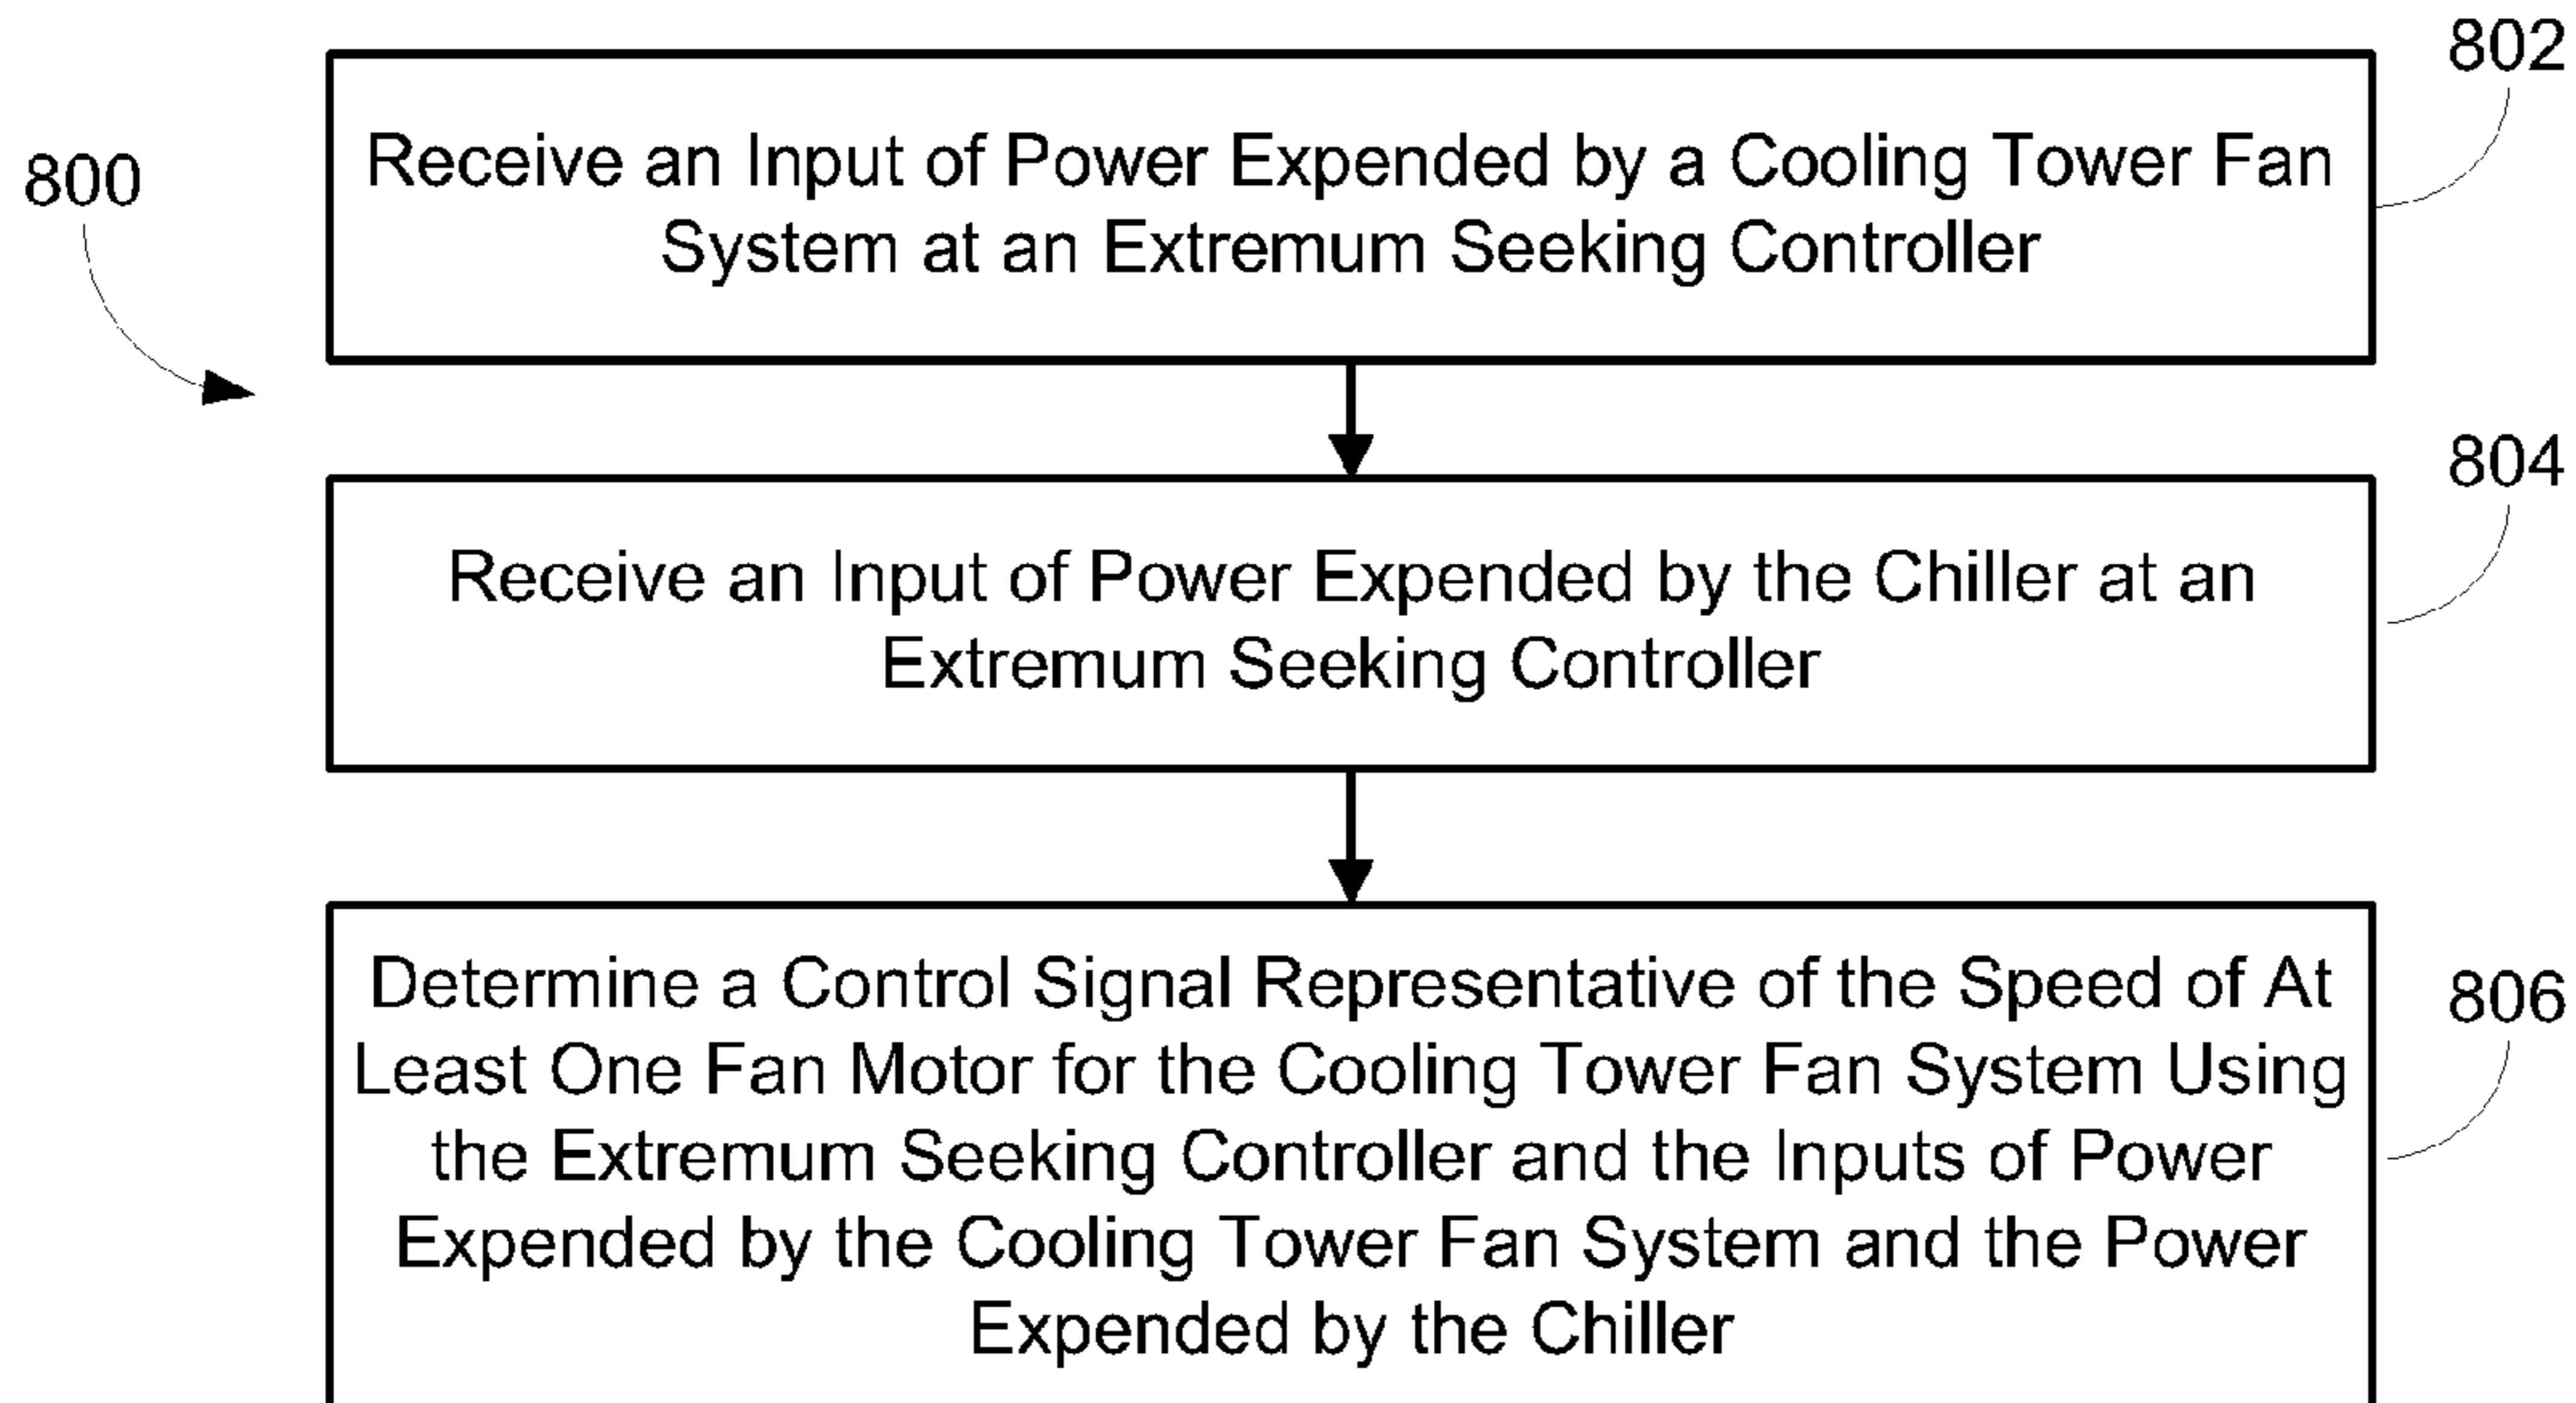 800
802
Receive an Input of Power Expended by a Cooling Tower Fan
System at an Extremum Seeking Controller
804
Receive an Input of Power Expended by the Chiller at an
Extremum Seeking Controller
806
Determine a Control Signal Representative of the Speed of At
Least One Fan Motor for the Cooling Tower Fan System Using
the Extremum Seeking Controller and the Inputs of Power
Expended by the Cooling Tower Fan System and the Power
Expended by the Chiller